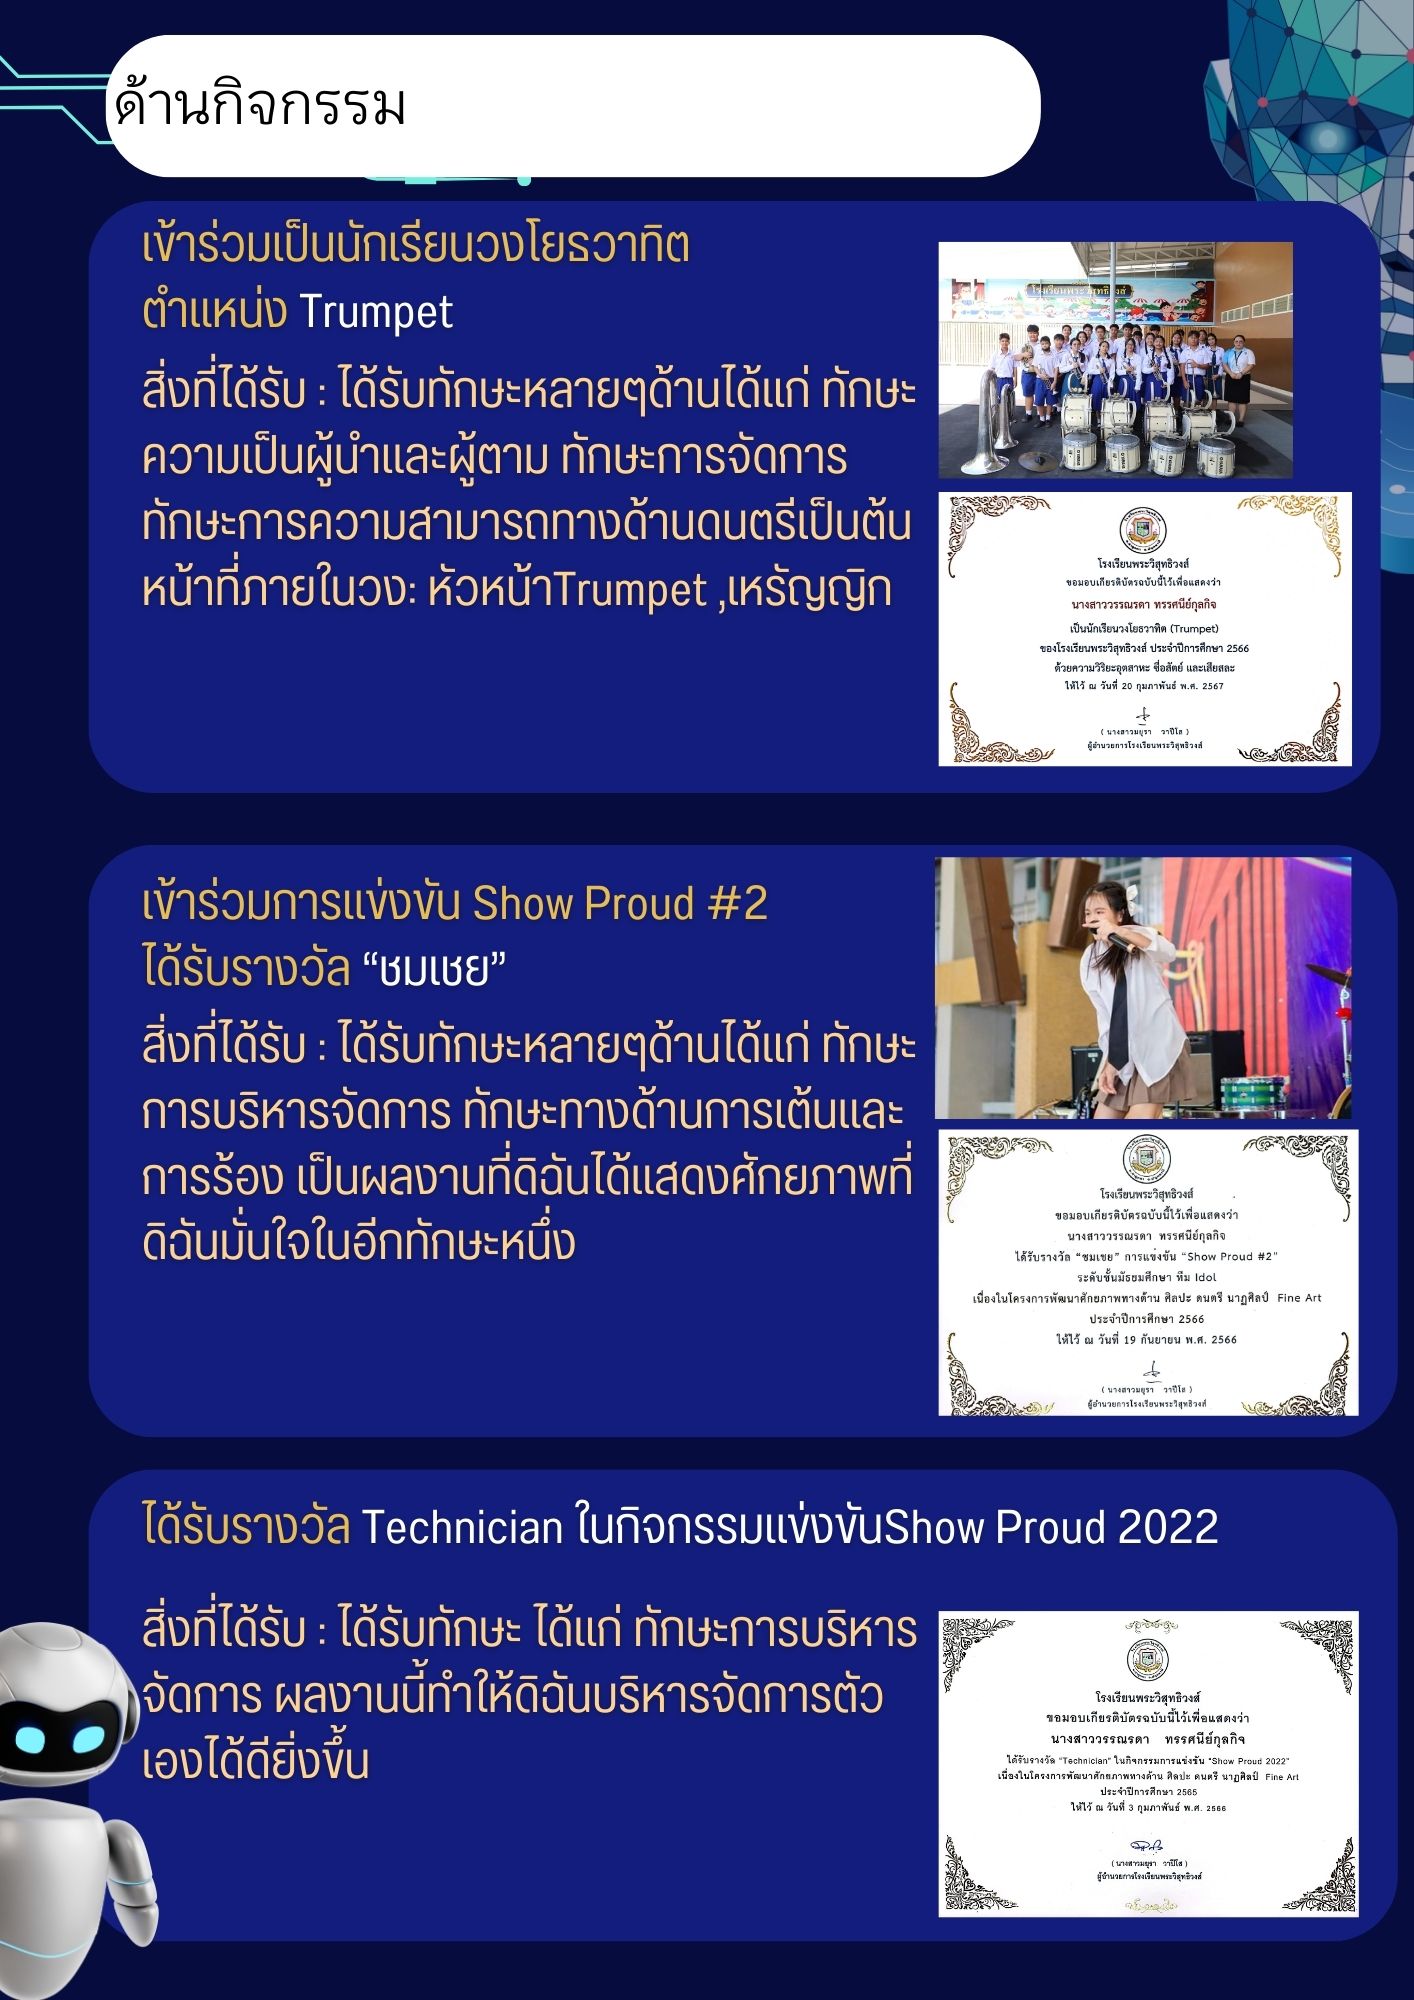 ด้านกิจกรรม
เข้าร่วมเป็นนักเรียนวงโยธวาทิต
ตำแหน่ง Trumpet
สิ่งที่ได้รับ : ได้รับทักษะหลายๆด้านได้แก่ ทักษะ
ความเป็นผู้นำและผู้ตาม ทักษะการจัดการ
ทักษะการความสามารถทางด้านดนตรีเป็นต้น
หน้าที่ภายในวง: หัวหน้าTrumpet ,เหรัญญิก
โรงเรียนพระวิสุทธิวงส์
โรงเรียนพระวิสุทธิวงส์
ขอมอบเกียรติบัตรฉบับนี้ไว้เพื่อแสดงว่า
นางสาววรรณรดา ทรรศนีย์กุลกิจ
เป็นนักเรียนวงโยธวาทิต (Trumpet)
ของโรงเรียนพระวิสุทธิวงส์ ประจำปีการศึกษา 2566
ด้วยความวิริยะอุตสาหะ ซื่อสัตย์ และเสียสละ
ให้ไว้ ณ วันที่ 20 กุมภาพันธ์ พ.ศ. 2567
( นางสาวมยุรา วาปีโส )
ผู้อำนวยการโรงเรียนพระวิสุทธิวงส์
เข้าร่วมการแข่งขัน Show Proud #2
ได้รับรางวัล “ชมเชย”
สิ่งที่ได้รับ : ได้รับทักษะหลายๆด้านได้แก่ ทักษะ
การบริหารจัดการ ทักษะทางด้านการเต้นและ
การร้อง เป็นผลงานที่ดิฉันได้แสดงศักยภาพที่
ดิฉันมั่นใจในอีกทักษะหนึ่ง
โรงเรียนพระวิสุทธิวงส์
ขอมอบเกียรติบัตรฉบับนี้ไว้เพื่อแสดงว่า
นางสาววรรณรดา ทรรศนีย์กุลกิจ
ได้รับรางวัล “ชมเชย” การแข่งขัน “Show Proud #2”
ระดับชั้นมัธยมศึกษา ทีม Idol
เนื่องในโครงการพัฒนาศักยภาพทางด้าน ศิลปะ ดนตรี นาฏศิลป์ Fine Art
ประจำปีการศึกษา 2566
ให้ไว้ ณ วันที่ 19 กันยายน พ.ศ. 2566
( นางสาวมยุรา วาปีโส )
ผู้อำนวยการโรงเรียนพระวิสุทธิวงส์
ได้รับรางวัล Technician ในกิจกรรมแข่งขันShow Proud 2022
สิ่งที่ได้รับ : ได้รับทักษะ ได้แก่ ทักษะการบริหาร
จัดการ ผลงานนี้ทำให้ดิฉันบริหารจัดการตัว
เองได้ดียิ่งขึ้น
โรงเรียนพระวิสุทธิวงส์
ขอมอบเกียรติบัตรฉบับนี้ไว้เพื่อแสดงว่า
นางสาววรรณรดา ทรรศนีย์กุลกิจ
ได้รับรางวัล “Technician” ในกิจกรรมการแข่งขัน “Show Proud 2022”
เนื่องในโครงการพัฒนาศักยภาพทางด้าน ศิลปะ ดนตรี นาฏศิลป์ Fine Art
ประจำปีการศึกษา 2565
ให้ไว้ ณ วันที่ 3 กุมภาพันธ์ พ.ศ. 2566
( นางสาวมยุรา วาปีโส )
ผู้อำนวยการโรงเรียนพระวิสุทธิวงส์